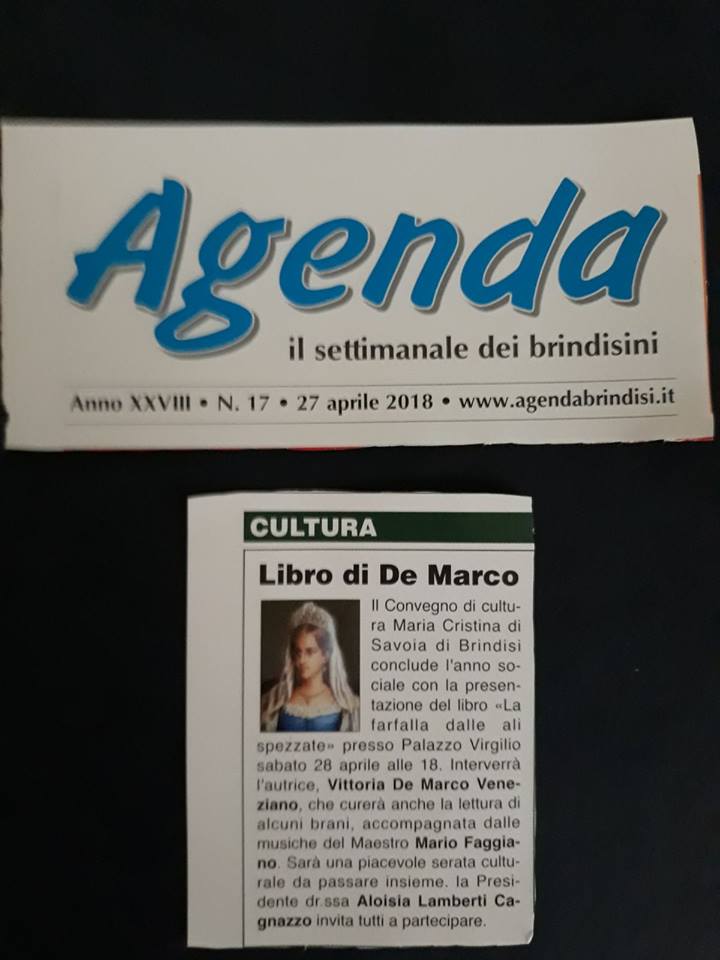 Agenda
il settimanale dei brindisini
Anno XXVIII • N. 17 • 27 aprile 2018 • www.agendabrindisi.it
CULTURA
Libro di De Marco
Il Convegno di cultu-
ra Maria Cristina di
Savoia di Brindisi
conclude l'anno so-
ciale con la presen-
tazione del libro «La
farfalla dalle ali
spezzate» presso Palazzo Virgilio
sabato 28 aprile alle 18. Interverrà
l'autrice, Vittoria De Marco Vene-
ziano, che curerà anche la lettura di
alcuni brani, accompagnata dalle
musiche del Maestro Mario Faggia-
no. Sarà una piacevole serata cultu-
rale da passare insieme. la Presi-
dente dr.ssa Aloisia Lamberti Ca-
gnazzo invita tutti a partecipare.